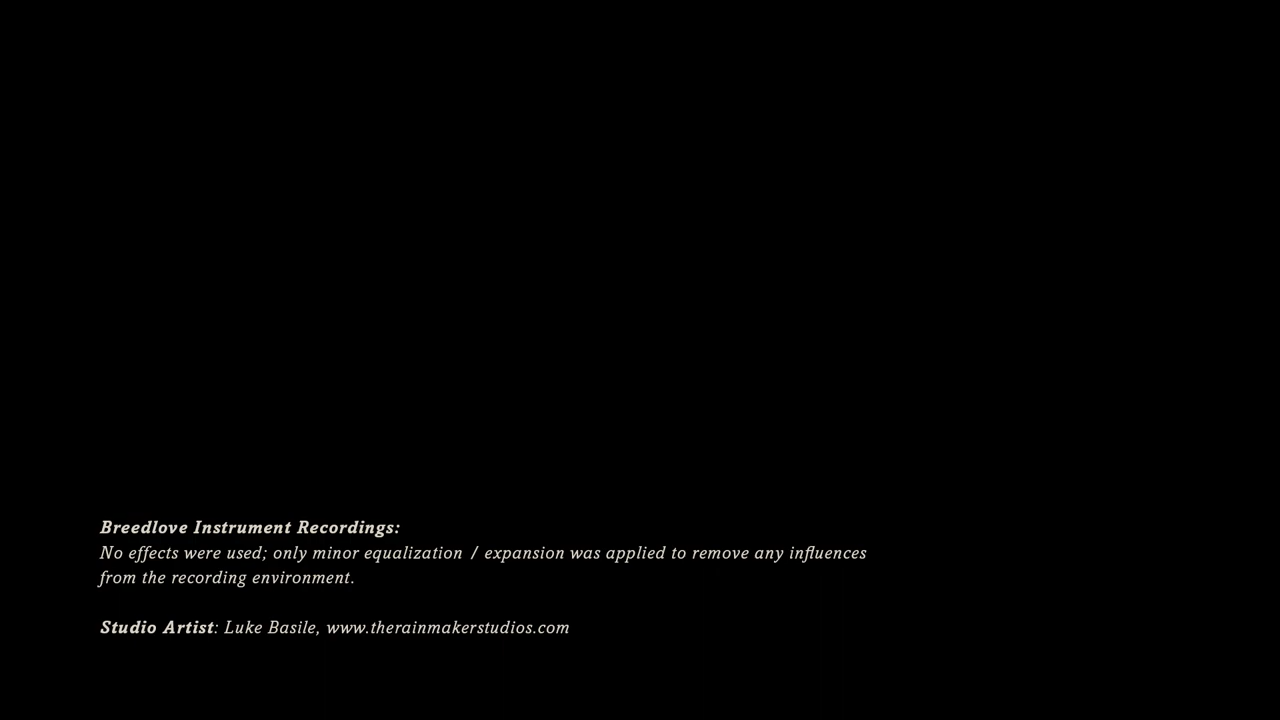 Breedlove Instrument Recordings:
No effects were used; only minor equalization / expansion was applied to remove any influences
from the recording environment.
Studio Artist: Luke Basile, www.therainmakerstudios.com